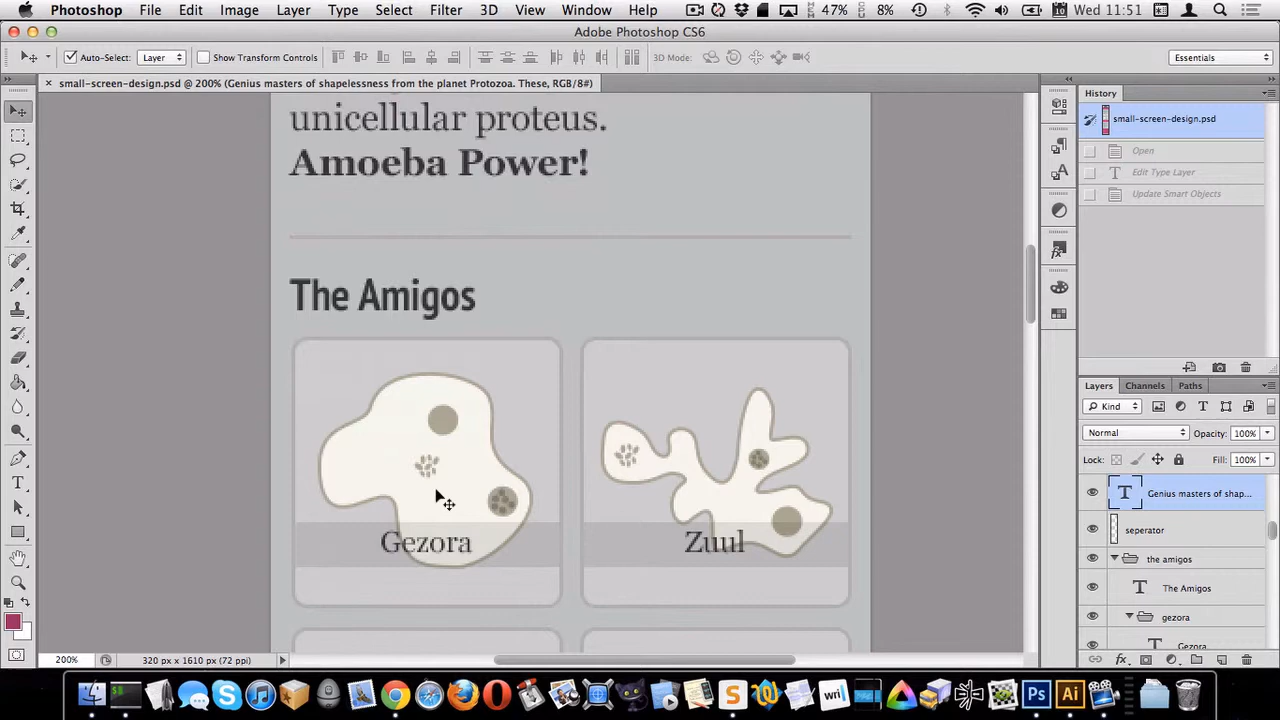 Photoshop File Edit Image Layer Type Select Filter 3D View Window Help 47% 8% Wed 11:51
Adobe Photoshop CS6
Auto-Select: Layer Show Transform Controls 3D Mode: Essentials
small-screen-design.psd @ 200% (Genius masters of shapelessness from the planet Protozoa. These, RGB/8#)
History
small-screen-design.psd
Open
Edit Type Layer
Update Smart Objects
unicellular proteus.
Amoeba Power!
The Amigos
Gezora
Zuul
Layers Channels Paths
Kind
Normal Opacity: 100%
Lock: Fill: 100%
T Genius masters of shap...
seperator
the amigos
T The Amigos
gezora
T Gezora
200% 320 px x 1610 px (72 ppi)
wri
Ps
Ai